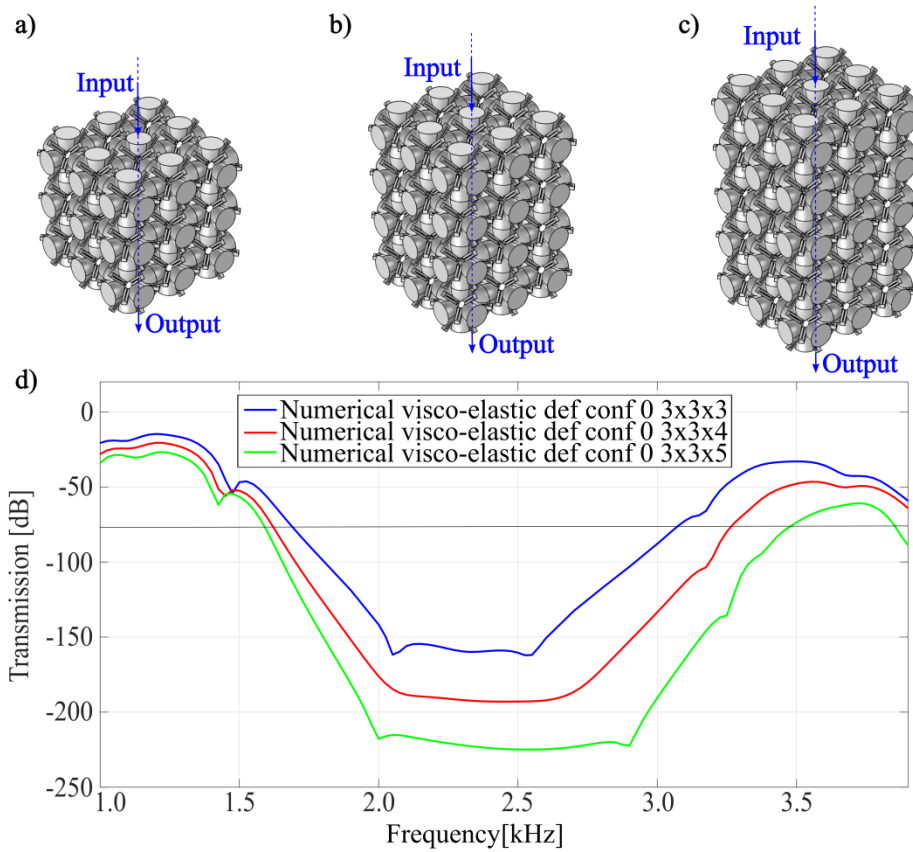 a)
b)
c)
Input
Input
Input
Output
Output
Output
d)
Numerical visco-elastic def conf 0 3x3x3
Numerical visco-elastic def conf 0 3x3x4
Numerical visco-elastic def conf 0 3x3x5
Transmission [dB]
0
-50
-100
-150
-200
-250
1.0
1.5
2.0
2.5
3.0
3.5
Frequency[kHz]